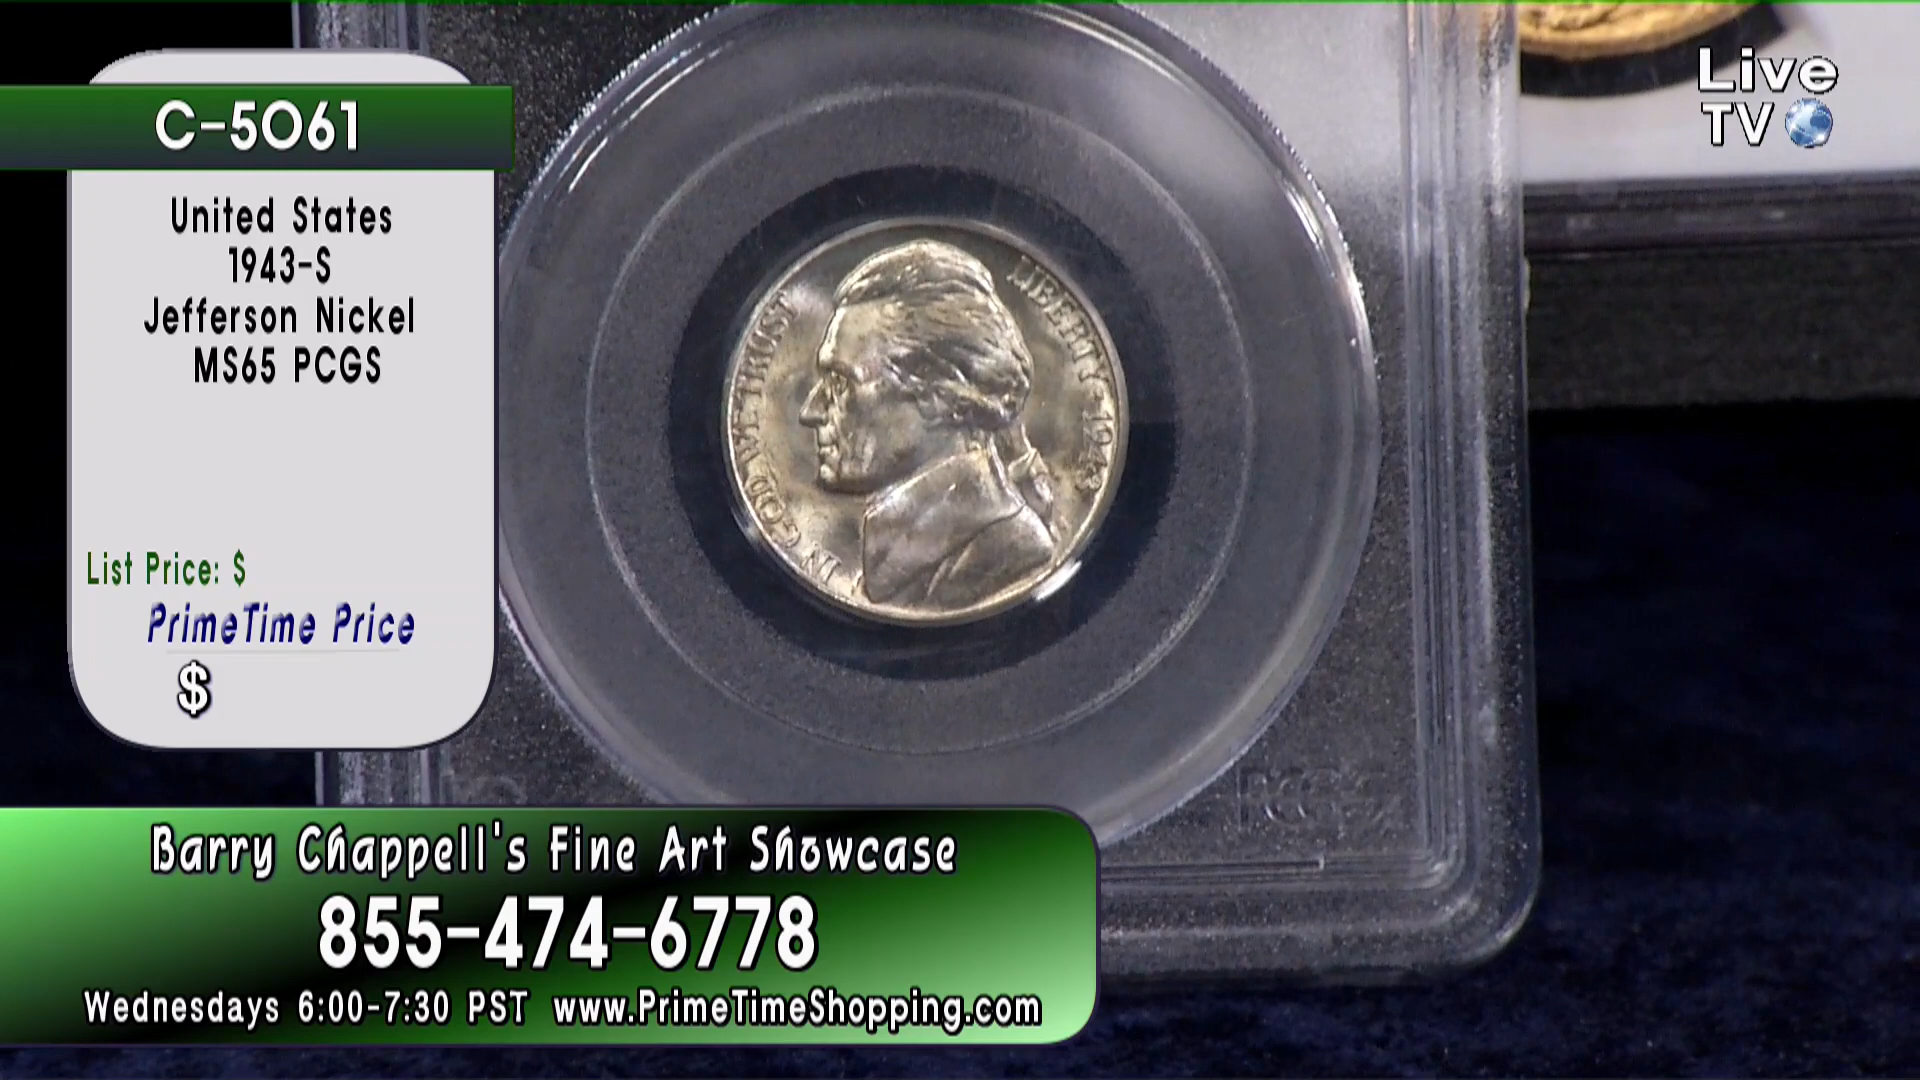 C-5061
United States
1943-S
Jefferson Nickel
MS65 PCGS
List Price: $
PrimeTime Price
$
Live
TV
IN GOD WE TRUST
LIBERTY 1943
PCGS
Barry Chappell's Fine Art Showcase
855-474-6778
Wednesdays 6:00-7:30 PST www.PrimeTimeShopping.com